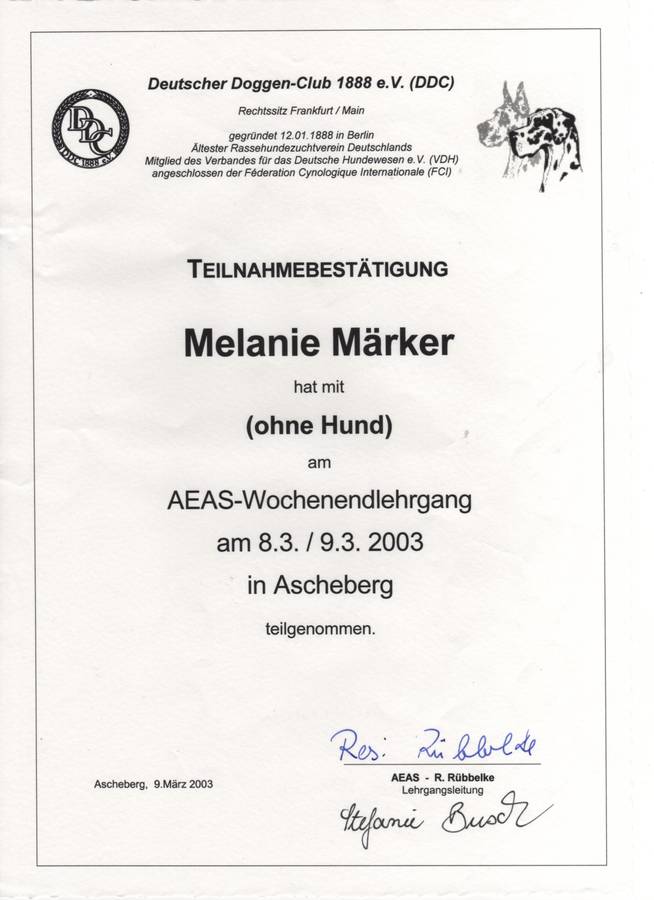 Deutscher Doggen-Club 1888 e.V. (DDC)
Rechtssitz Frankfurt / Main
gegründet 12.01.1888 in Berlin
Ältester Rassehundezuchtverein Deutschlands
Mitglied des Verbandes für das Deutsche Hundewesen e.V. (VDH)
angeschlossen der Féderation Cynologique Internationale (FCI)
DDC
DDC 1888 e.V.
TEILNAHMEBESTÄTIGUNG
Melanie Märker
hat mit
(ohne Hund)
am
AEAS-Wochenendlehrgang
am 8.3. / 9.3. 2003
in Ascheberg
teilgenommen.
Resi Rübbelke
Ascheberg, 9.März 2003
AEAS - R. Rübbelke
Lehrgangsleitung
Stefanie Busch